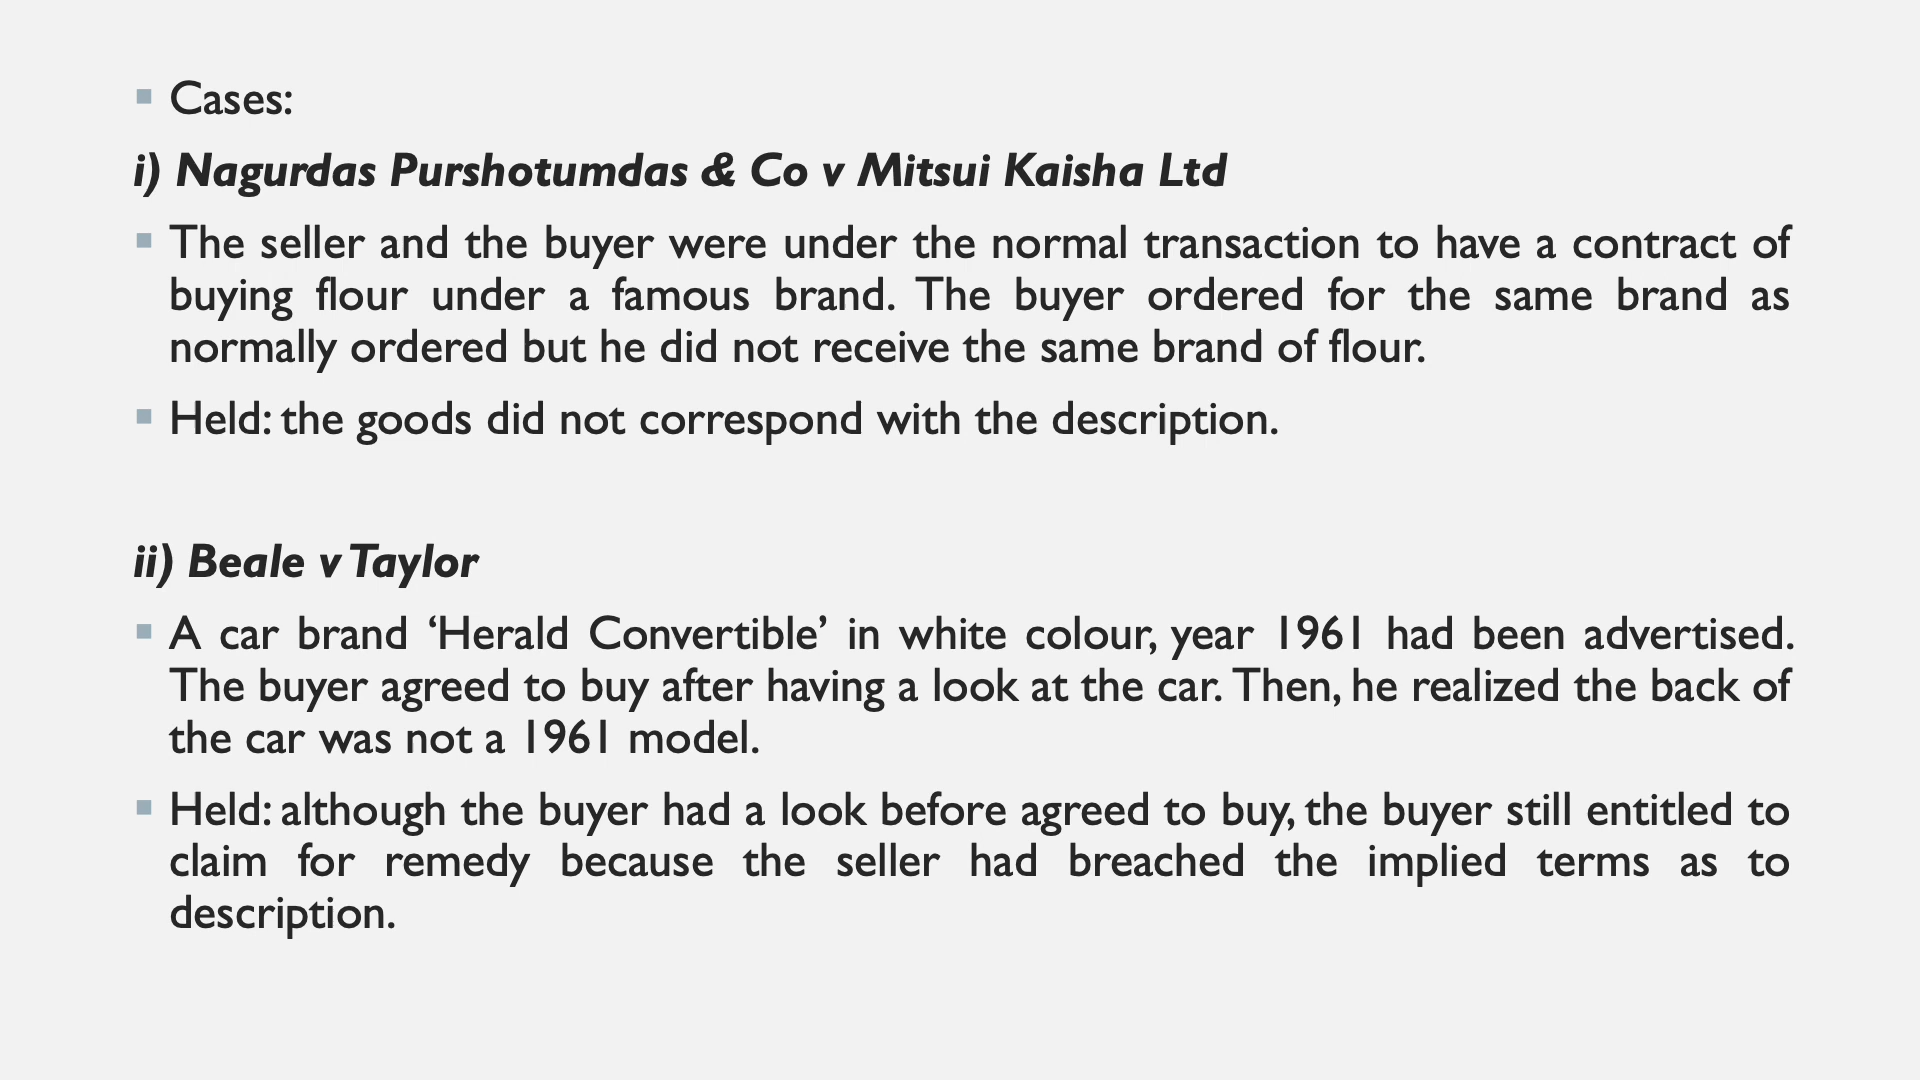 ▪ Cases:
i) Nagurdas Purshotumdas & Co v Mitsui Kaisha Ltd
▪ The seller and the buyer were under the normal transaction to have a contract of
buying flour under a famous brand. The buyer ordered for the same brand as
normally ordered but he did not receive the same brand of flour.
▪ Held: the goods did not correspond with the description.
ii) Beale v Taylor
▪ A car brand ‘Herald Convertible’ in white colour, year 1961 had been advertised.
The buyer agreed to buy after having a look at the car. Then, he realized the back of
the car was not a 1961 model.
▪ Held: although the buyer had a look before agreed to buy, the buyer still entitled to
claim for remedy because the seller had breached the implied terms as to
description.